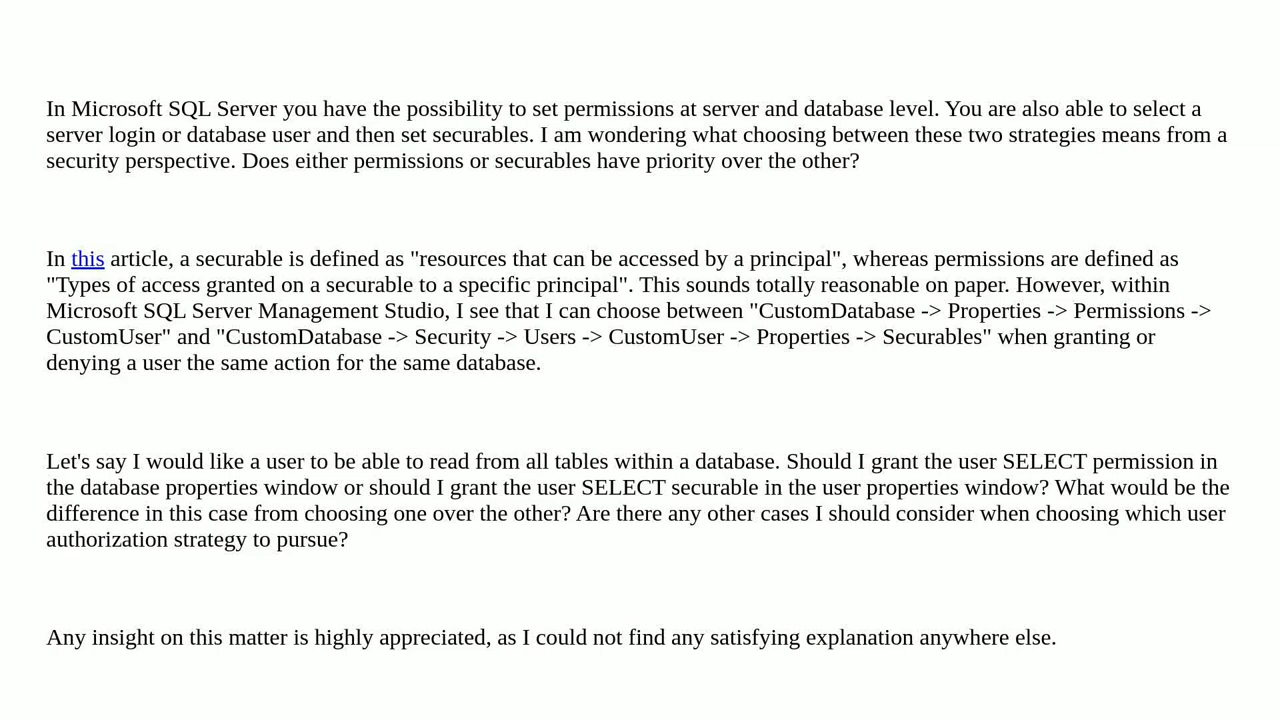 In Microsoft SQL Server you have the possibility to set permissions at server and database level. You are also able to select a
server login or database user and then set securables. I am wondering what choosing between these two strategies means from a
security perspective. Does either permissions or securables have priority over the other?
In this article, a securable is defined as "resources that can be accessed by a principal", whereas permissions are defined as
"Types of access granted on a securable to a specific principal". This sounds totally reasonable on paper. However, within
Microsoft SQL Server Management Studio, I see that I can choose between "CustomDatabase -> Properties -> Permissions ->
CustomUser" and "CustomDatabase -> Security -> Users -> CustomUser -> Properties -> Securables" when granting or
denying a user the same action for the same database.
Let's say I would like a user to be able to read from all tables within a database. Should I grant the user SELECT permission in
the database properties window or should I grant the user SELECT securable in the user properties window? What would be the
difference in this case from choosing one over the other? Are there any other cases I should consider when choosing which user
authorization strategy to pursue?
Any insight on this matter is highly appreciated, as I could not find any satisfying explanation anywhere else.